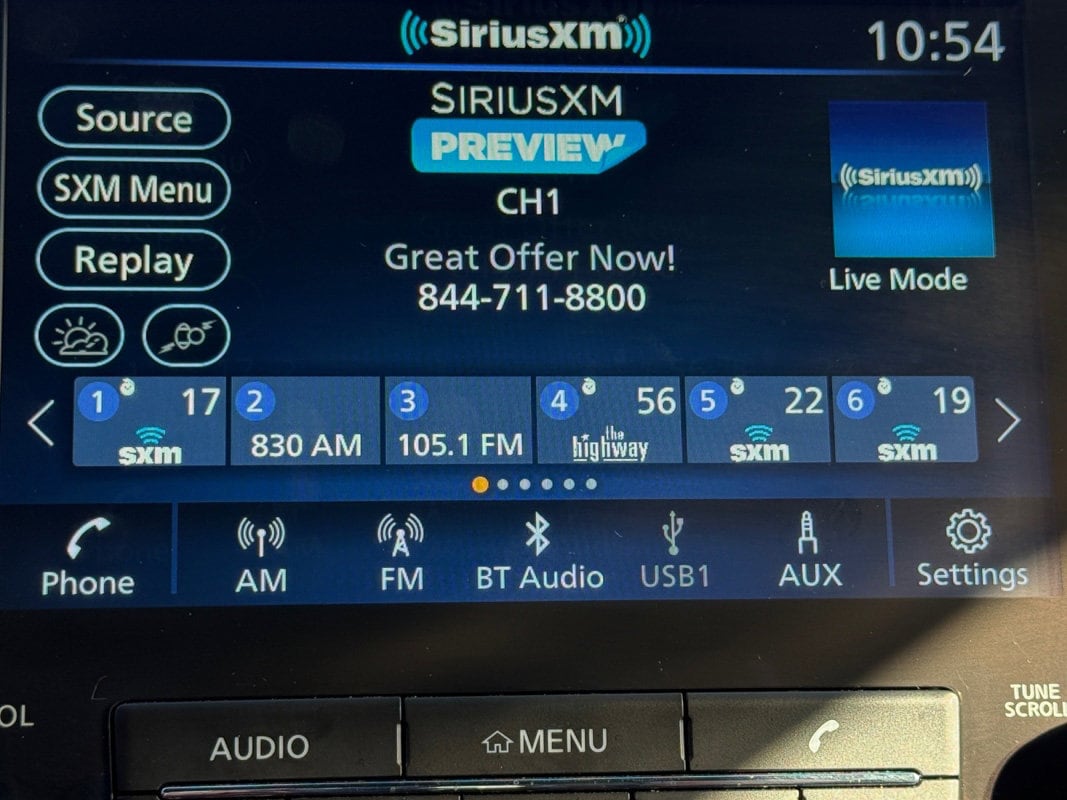 SiriusXM
10:54
Source
SXM Menu
Replay
SIRIUSXM
PREVIEW
CH1
Great Offer Now!
844-711-8800
SiriusXM
Live Mode
1 17 sxm
2 830 AM
3 105.1 FM
4 56 the highway
5 22 sxm
6 19 sxm
Phone
AM
FM
BT Audio
USB1
AUX
Settings
OL
TUNE
SCROLL
AUDIO
MENU